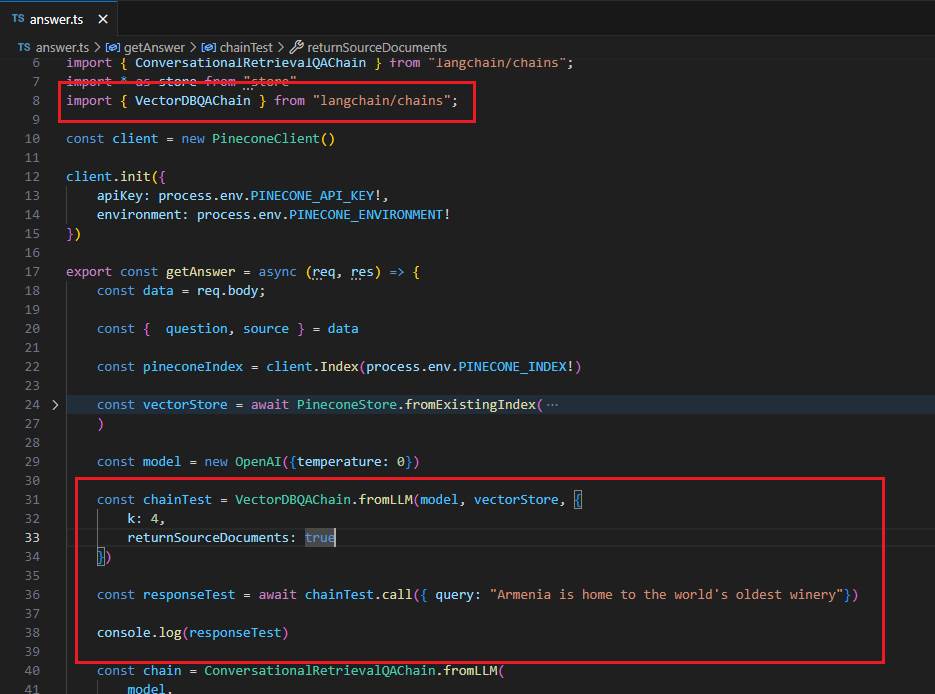 TS answer.ts ×
TS answer.ts > getAnswer > chainTest > returnSourceDocuments
6 import { ConversationalRetrievalQAChain } from "langchain/chains";
7 import * as store from "store"
8 import { VectorDBQAChain } from "langchain/chains";
9
10 const client = new PineconeClient()
11
12 client.init({
13 apiKey: process.env.PINECONE_API_KEY!,
14 environment: process.env.PINECONE_ENVIRONMENT!
15 })
16
17 export const getAnswer = async (req, res) => {
18 const data = req.body;
19
20 const { question, source } = data
21
22 const pineconeIndex = client.Index(process.env.PINECONE_INDEX!)
23
24 const vectorStore = await PineconeStore.fromExistingIndex( ⋯
27 )
28
29 const model = new OpenAI({temperature: 0})
30
31 const chainTest = VectorDBQAChain.fromLLM(model, vectorStore, {
32 k: 4,
33 returnSourceDocuments: true
34 })
35
36 const responseTest = await chainTest.call({ query: "Armenia is home to the world's oldest winery"})
37
38 console.log(responseTest)
39
40 const chain = ConversationalRetrievalQAChain.fromLLM(
41 model,